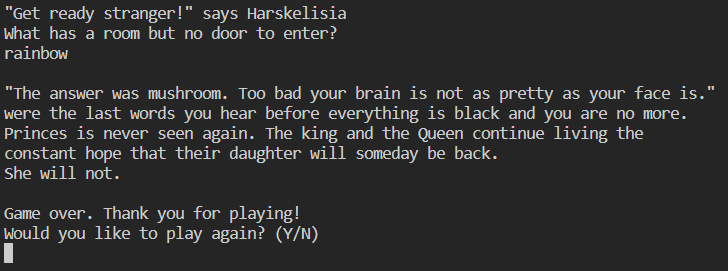 "Get ready stranger!" says Harskelisia
What has a room but no door to enter?
rainbow
"The answer was mushroom. Too bad your brain is not as pretty as your face is."
were the last words you hear before everything is black and you are no more.
Princes is never seen again. The king and the Queen continue living the
constant hope that their daughter will someday be back.
She will not.
Game over. Thank you for playing!
Would you like to play again? (Y/N)